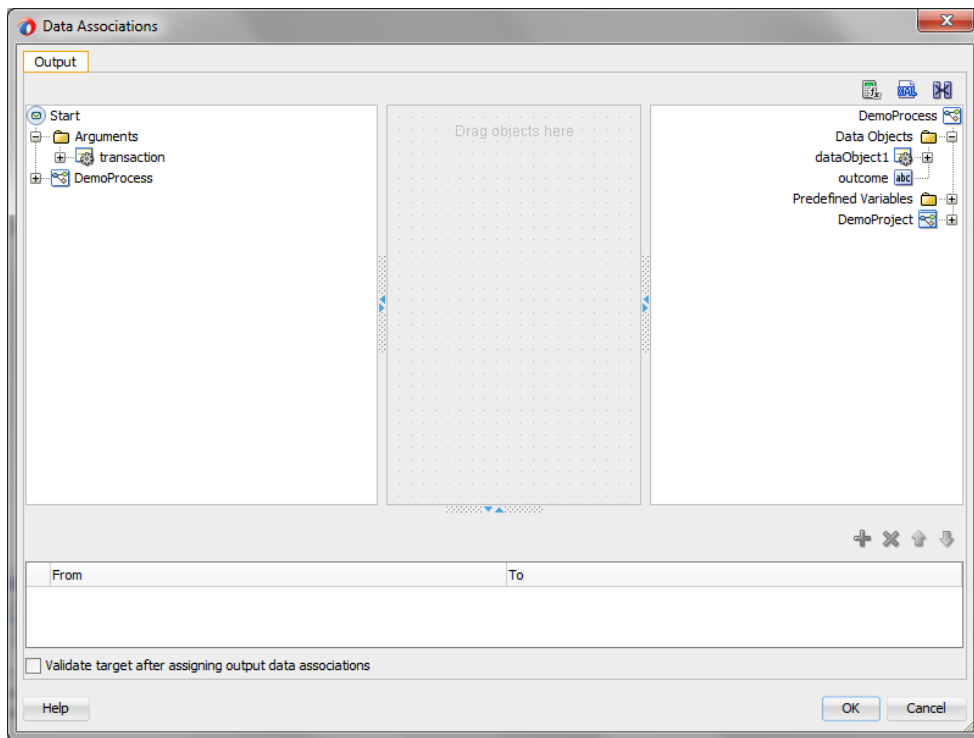 Data Associations
Output
Start
Arguments
transaction
DemoProcess
Drag objects here
DemoProcess
Data Objects
dataObject1
outcome abc
Predefined Variables
DemoProject
From To
Validate target after assigning output data associations
Help OK Cancel